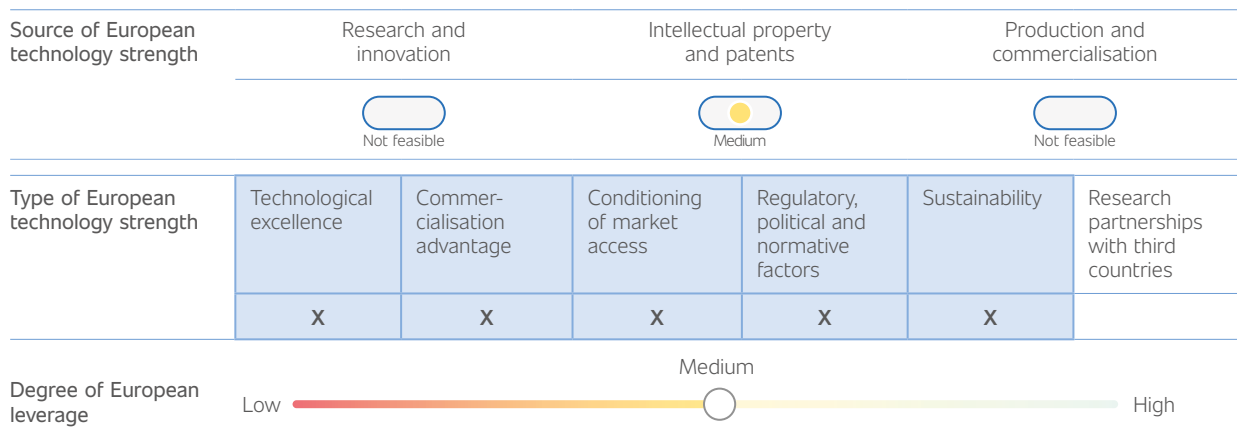 Source of European
technology strength
Research and
innovation
Intellectual property
and patents
Production and
commercialisation
Not feasible
Medium
Not feasible
Type of European
technology strength
Technological
excellence
Commer-
cialisation
advantage
Conditioning
of market
access
Regulatory,
political and
normative
factors
Sustainability
Research
partnerships
with third
countries
X
X
X
X
X
Degree of European
leverage
Medium
Low
High